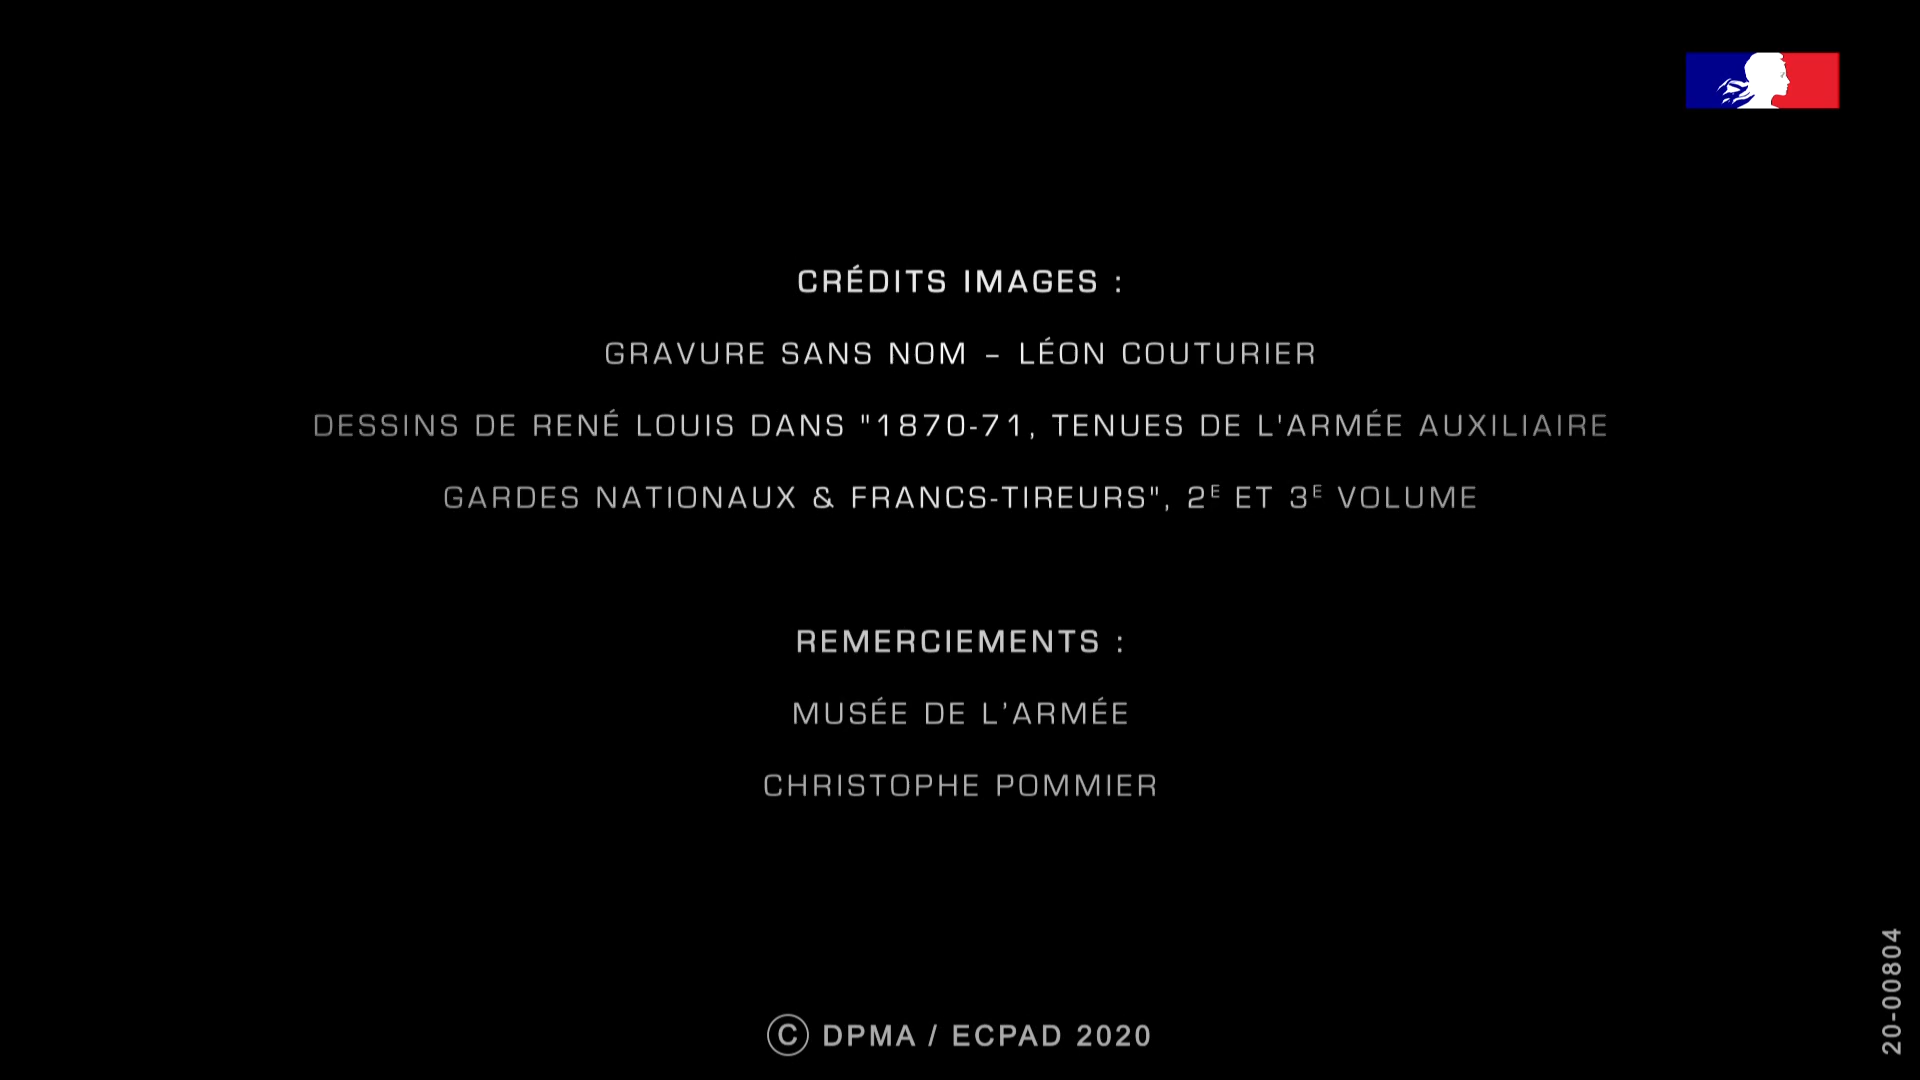 CRÉDITS IMAGES :
GRAVURE SANS NOM – LÉON COUTURIER
DESSINS DE RENÉ LOUIS DANS "1870-71, TENUES DE L'ARMÉE AUXILIAIRE
GARDES NATIONAUX & FRANCS-TIREURS", 2E ET 3E VOLUME
REMERCIEMENTS :
MUSÉE DE L’ARMÉE
CHRISTOPHE POMMIER
© DPMA / ECPAD 2020
20-00804